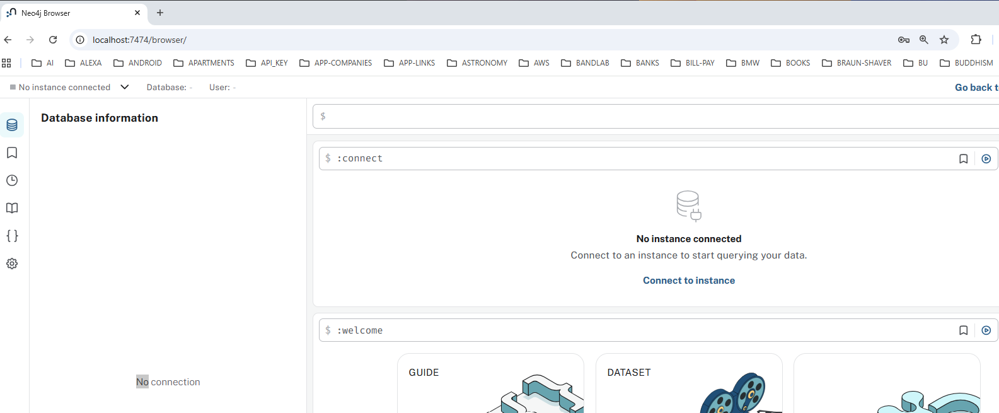 Neo4j Browser
localhost:7474/browser/
AI ALEXA ANDROID APARTMENTS API_KEY APP-COMPANIES APP-LINKS ASTRONOMY AWS BANDLAB BANKS BILL-PAY BMW BOOKS BRAUN-SHAVER BU BUDDHISM
No instance connected Database: - User: - Go back t
Database information
$
$ :connect
No instance connected
Connect to an instance to start querying your data.
Connect to instance
$ :welcome
GUIDE DATASET
No connection